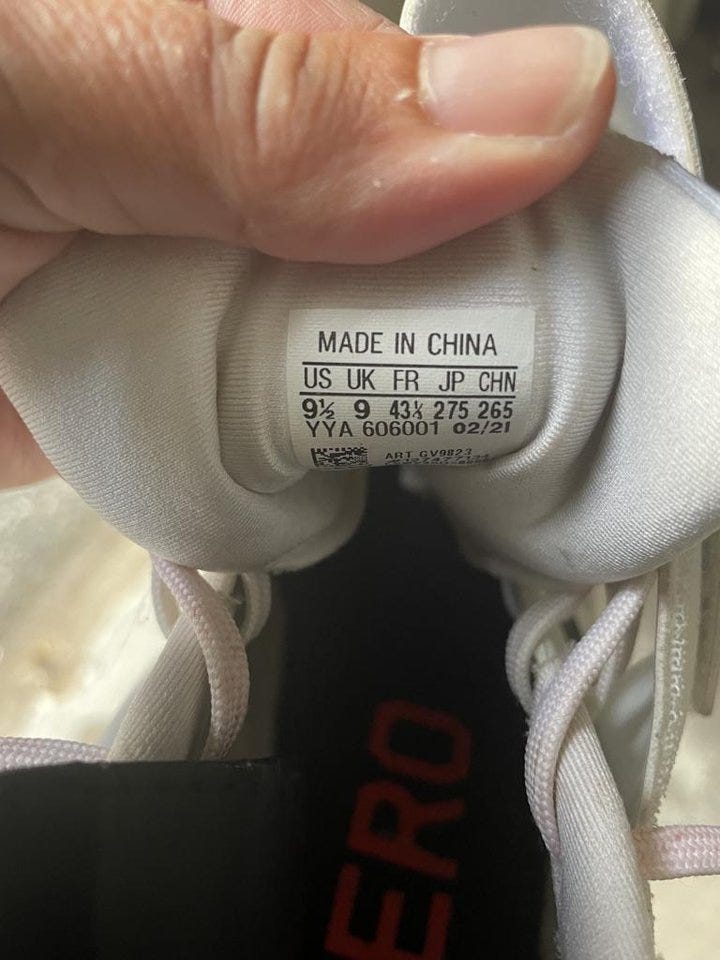 MADE IN CHINA
US UK FR JP CHN
9½ 9 43⅓ 275 265
YYA 606001 02/21
ART GV9823
ERO